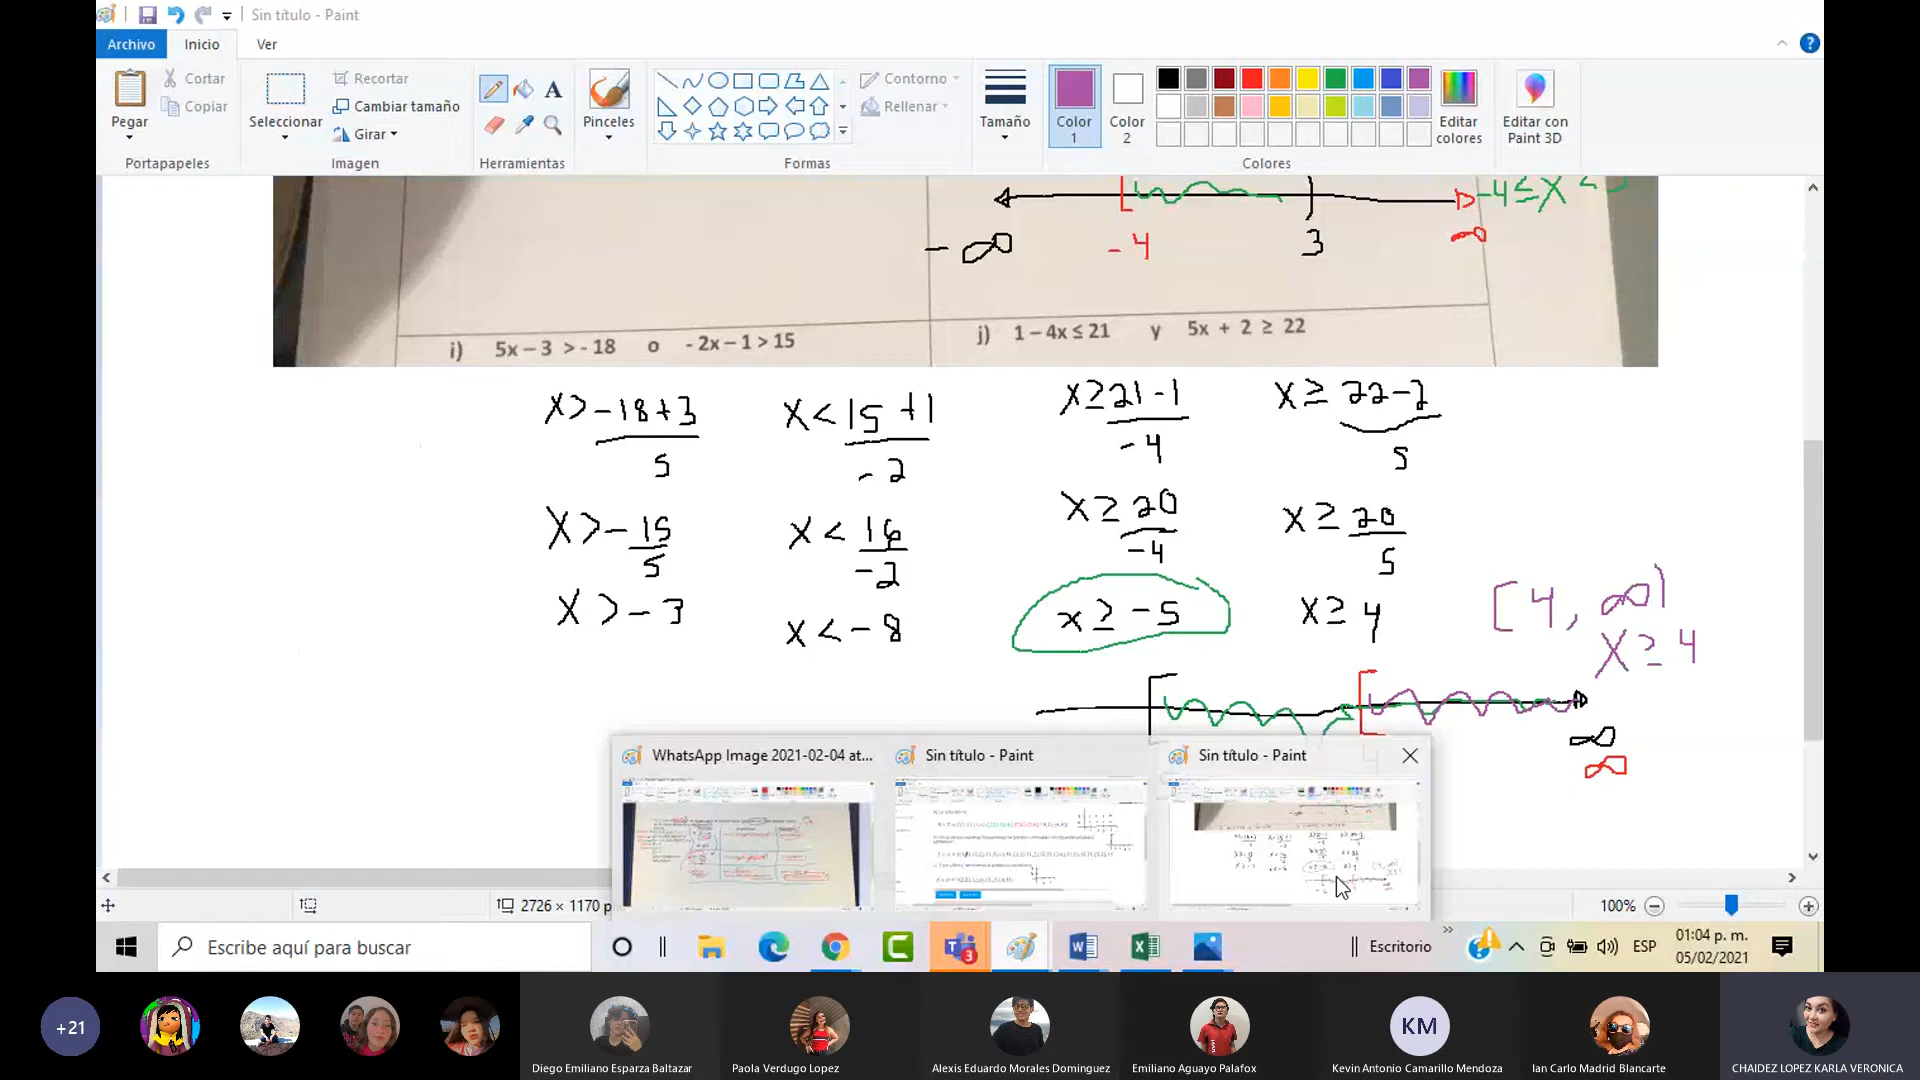 Sin título - Paint
Archivo Inicio Ver
Pegar
Cortar
Copiar
Portapapeles
Seleccionar
Recortar
Cambiar tamaño
Girar
Imagen
A
Herramientas
Pinceles
Contorno
Rellenar
Formas
Tamaño
Color 1
Color 2
Editar colores
Colores
Editar con Paint 3D
-4 ≤ X <
- ∞ - 4 3 ∞
i) 5x – 3 > - 18 o - 2x – 1 > 15
j) 1 – 4x ≤ 21 y 5x + 2 ≥ 22
X > -18+3
5
X < 15 +1
-2
X ≥ 21-1
-4
X ≥ 22-2
5
X > -15
5
X < 16
-2
X ≥ 20
-4
X ≥ 20
5
X > -3
X < -8
x ≥ -5
X ≥ 4
[4, ∞)
X ≥ 4
∞
∞
WhatsApp Image 2021-02-04 at...
Sin título - Paint
Sin título - Paint
2726 × 1170 p
100%
Escribe aquí para buscar
3
Escritorio
ESP
01:04 p. m.
05/02/2021
+21
Diego Emiliano Esparza Baltazar
Paola Verdugo Lopez
Alexis Eduardo Morales Dominguez
Emiliano Aguayo Palafox
KM
Kevin Antonio Camarillo Mendoza
Ian Carlo Madrid Blancarte
CHAIDEZ LOPEZ KARLA VERONICA